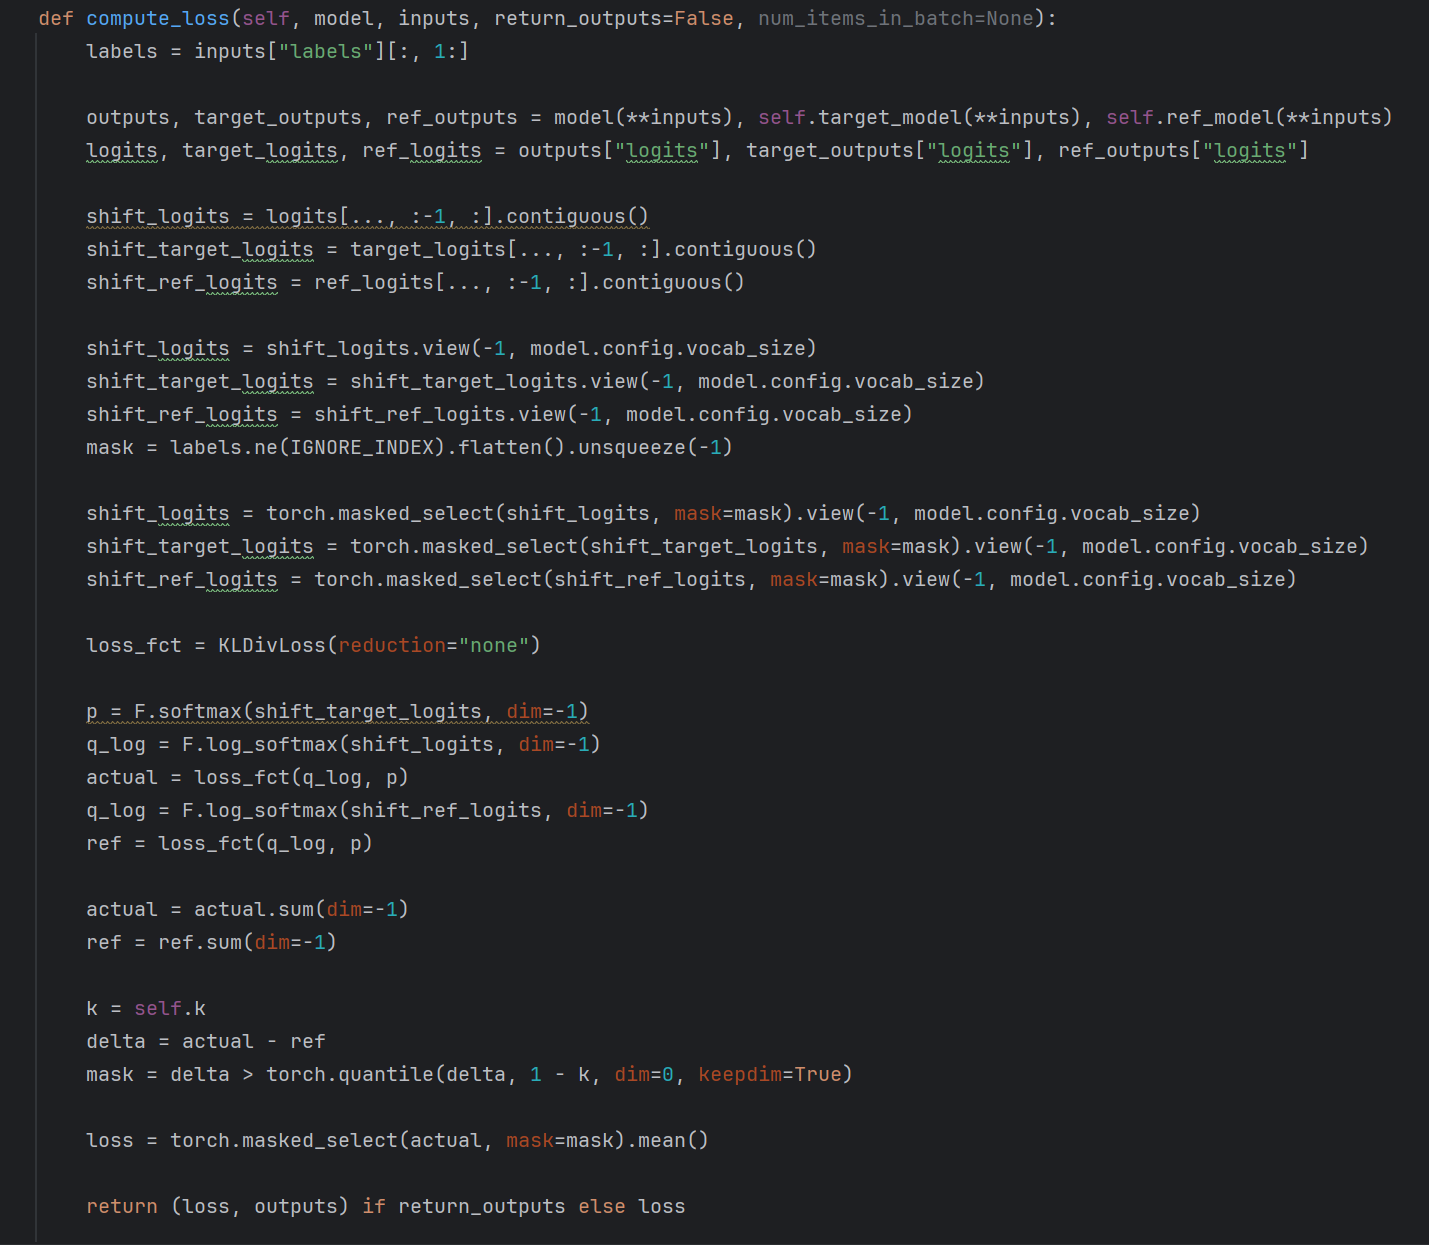 def compute_loss(self, model, inputs, return_outputs=False, num_items_in_batch=None):
    labels = inputs["labels"][:, 1:]

    outputs, target_outputs, ref_outputs = model(**inputs), self.target_model(**inputs), self.ref_model(**inputs)
    logits, target_logits, ref_logits = outputs["logits"], target_outputs["logits"], ref_outputs["logits"]

    shift_logits = logits[..., :-1, :].contiguous()
    shift_target_logits = target_logits[..., :-1, :].contiguous()
    shift_ref_logits = ref_logits[..., :-1, :].contiguous()

    shift_logits = shift_logits.view(-1, model.config.vocab_size)
    shift_target_logits = shift_target_logits.view(-1, model.config.vocab_size)
    shift_ref_logits = shift_ref_logits.view(-1, model.config.vocab_size)
    mask = labels.ne(IGNORE_INDEX).flatten().unsqueeze(-1)

    shift_logits = torch.masked_select(shift_logits, mask=mask).view(-1, model.config.vocab_size)
    shift_target_logits = torch.masked_select(shift_target_logits, mask=mask).view(-1, model.config.vocab_size)
    shift_ref_logits = torch.masked_select(shift_ref_logits, mask=mask).view(-1, model.config.vocab_size)

    loss_fct = KLDivLoss(reduction="none")

    p = F.softmax(shift_target_logits, dim=-1)
    q_log = F.log_softmax(shift_logits, dim=-1)
    actual = loss_fct(q_log, p)
    q_log = F.log_softmax(shift_ref_logits, dim=-1)
    ref = loss_fct(q_log, p)

    actual = actual.sum(dim=-1)
    ref = ref.sum(dim=-1)

    k = self.k
    delta = actual - ref
    mask = delta > torch.quantile(delta, 1 - k, dim=0, keepdim=True)

    loss = torch.masked_select(actual, mask=mask).mean()

    return (loss, outputs) if return_outputs else loss